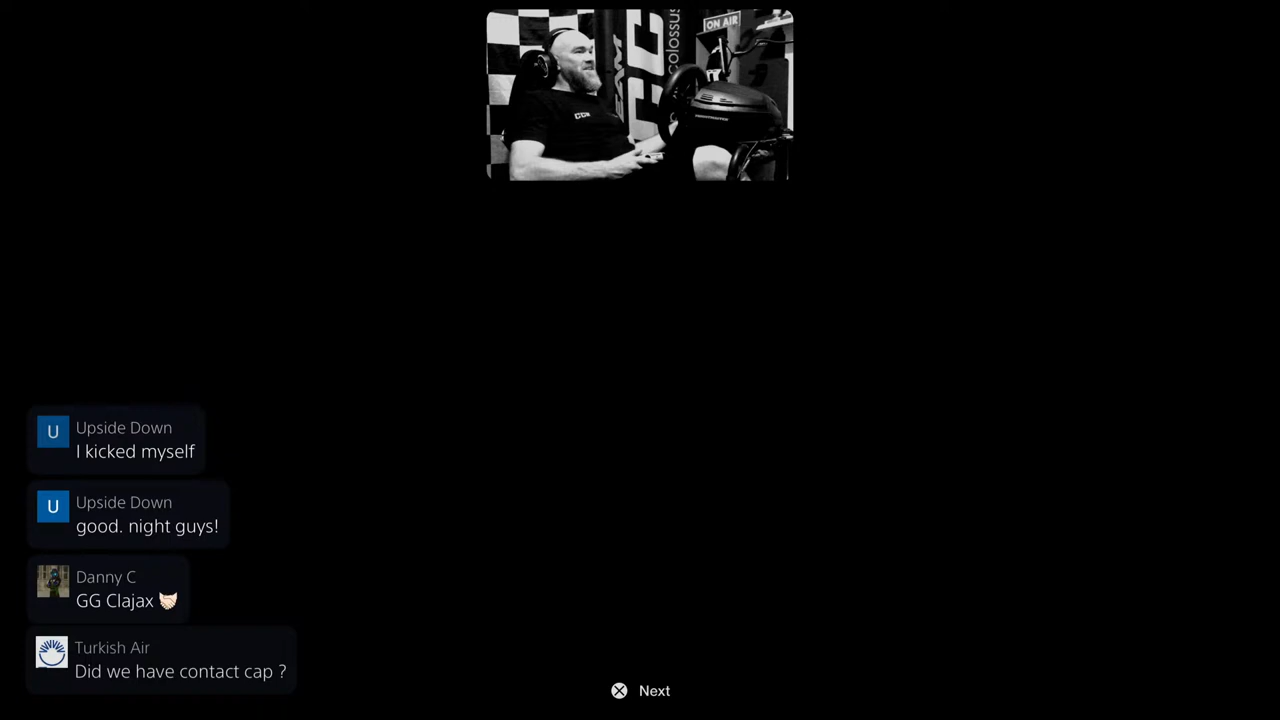 ON AIR
colossus
CCR
Upside Down
I kicked myself
Upside Down
good. night guys!
Danny C
GG Clajax
Turkish Air
Did we have contact cap ?
Next